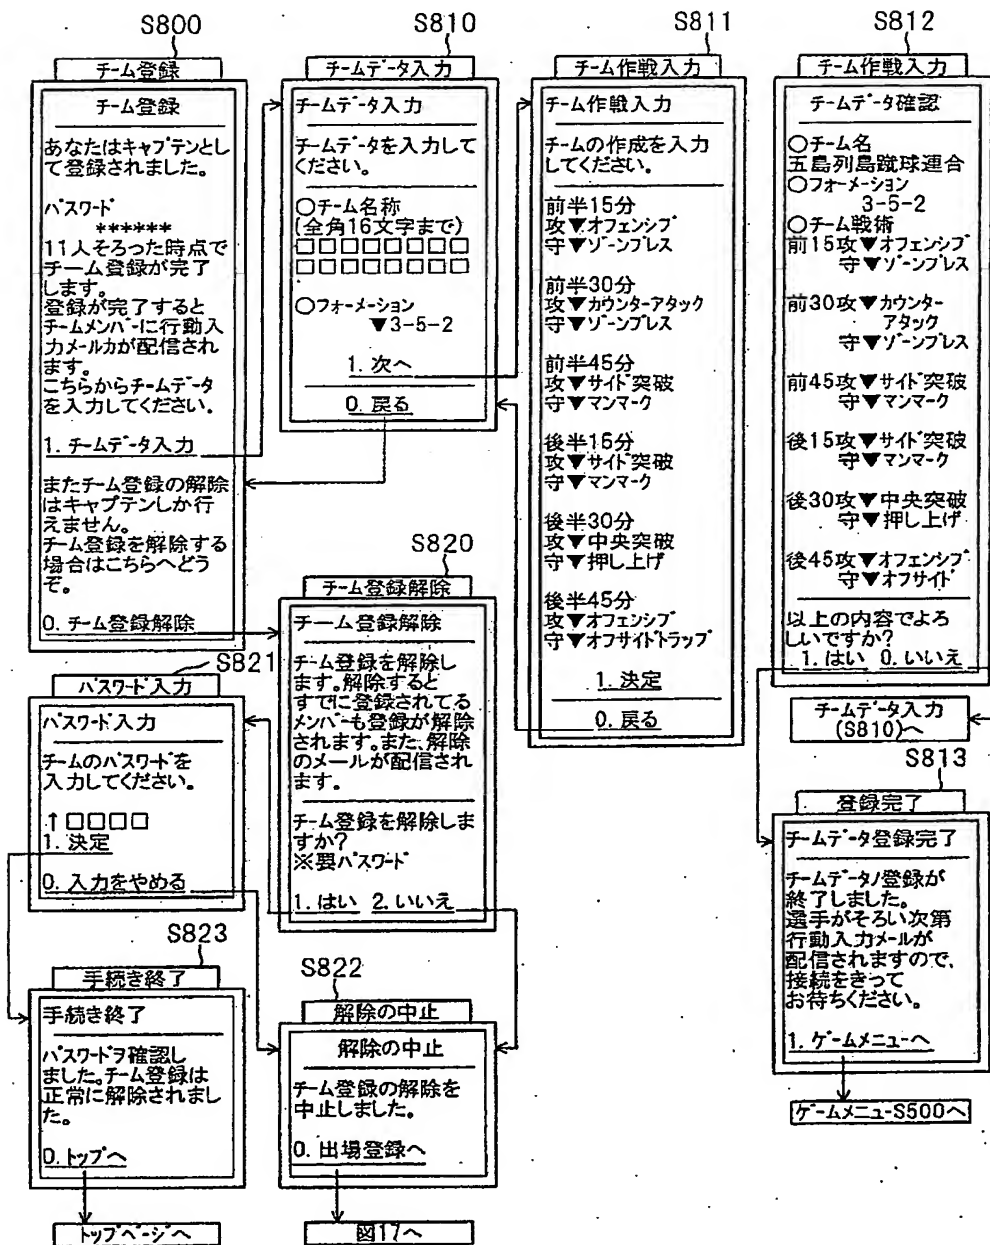 S800
チーム登録
チーム登録
あなたはキャプテンとし
て登録されました。
パスワード
******
11人そろった時点で
チーム登録が完了
します。
登録が完了すると
チームメンバーに行動入
力メールカが配信され
ます。
こちらからチームデータ
を入力してください。
1. チームデータ入力
またチーム登録の解除
はキャプテンしか行
えません。
チーム登録を解除する
場合はこちらへどう
ぞ。
0. チーム登録解除
S810
チームデータ入力
チームデータ入力
チームデータを入力して
ください。
○チーム名称
(全角16文字まで)
□□□□□□□□
□□□□□□□□
○フォーメーション
▼3-5-2
1. 次へ
0. 戻る
S811
チーム作戦入力
チーム作戦入力
チームの作成を入力
してください。
前半15分
攻▼オフェンシブ
守▼ゾーンプレス
前半30分
攻▼カウンターアタック
守▼ゾーンプレス
前半45分
攻▼サイド突破
守▼マンマーク
後半15分
攻▼サイド突破
守▼マンマーク
後半30分
攻▼中央突破
守▼押し上げ
後半45分
攻▼オフェンシブ
守▼オフサイドトラップ
1. 決定
0. 戻る
S812
チーム作戦入力
チームデータ確認
○チーム名
五島列島蹴球連合
○フォーメーション
3-5-2
○チーム戦術
前15攻▼オフェンシブ
守▼ゾーンプレス
前30攻▼カウンター
アタック
守▼ゾーンプレス
前45攻▼サイド突破
守▼マンマーク
後15攻▼サイド突破
守▼マンマーク
後30攻▼中央突破
守▼押し上げ
後45攻▼オフェンシブ
守▼オフサイド
以上の内容でよろ
しいですか?
1. はい 0. いいえ
チームデータ入力
(S810)へ
S813
登録完了
チームデータ登録完了
チームデータノ登録が
終了しました。
選手がそろい次第
行動入力メールが
配信されますので、
接続をきって
お待ちください。
1. ゲームメニューへ
ゲームメニューS500へ
S820
チーム登録解除
チーム登録解除
チーム登録を解除し
ます。解除すると
すでに登録されてる
メンバーも登録が解除
されます。また、解除
のメールが配信され
ます。
チーム登録を解除しま
すか?
※要パスワード
1. はい 2. いいえ
S821
パスワード入力
パスワード入力
チームのパスワードを
入力してください。
↑□□□□
1. 決定
0. 入力をやめる
S823
手続き終了
手続き終了
パスワードヲ確認し
ました。チーム登録は
正常に解除されまし
た。
0. トップへ
トップページへ
S822
解除の中止
解除の中止
チーム登録の解除を
中止しました。
0. 出場登録へ
図17へ